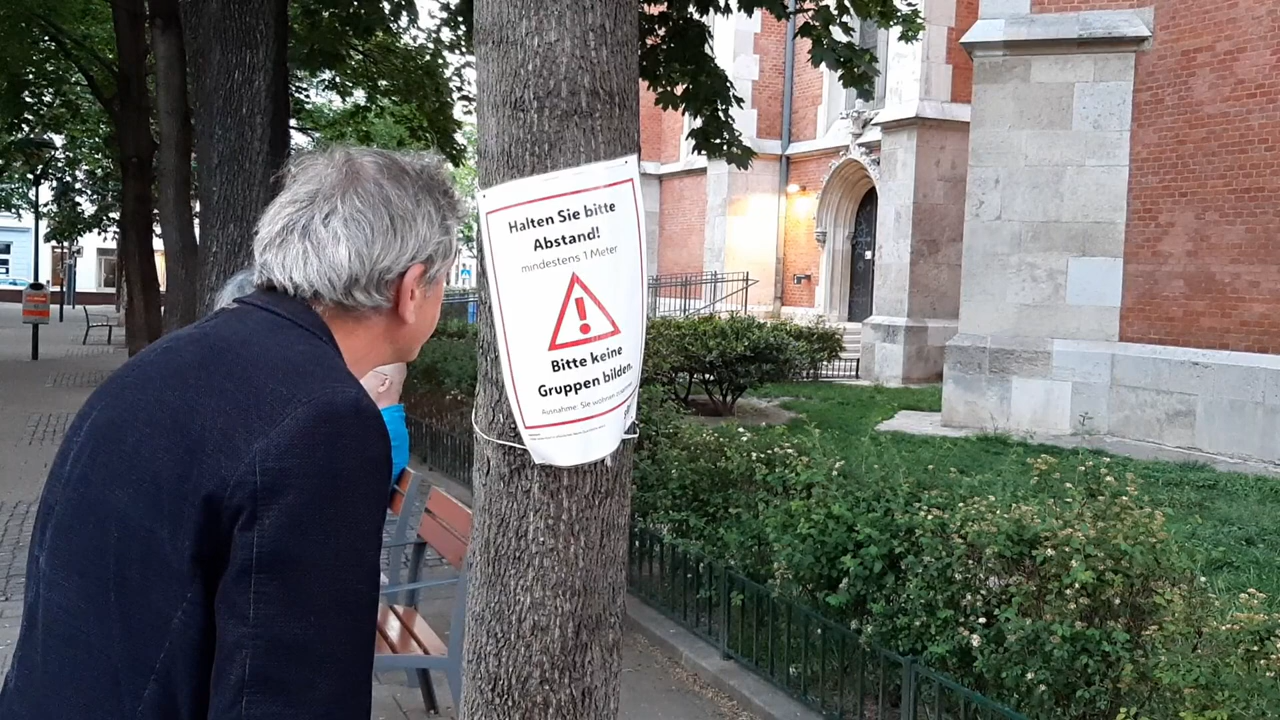 Halten Sie bitte
Abstand!
mindestens 1 Meter
Bitte keine
Gruppen bilden.
Ausnahme: Sie wohnen